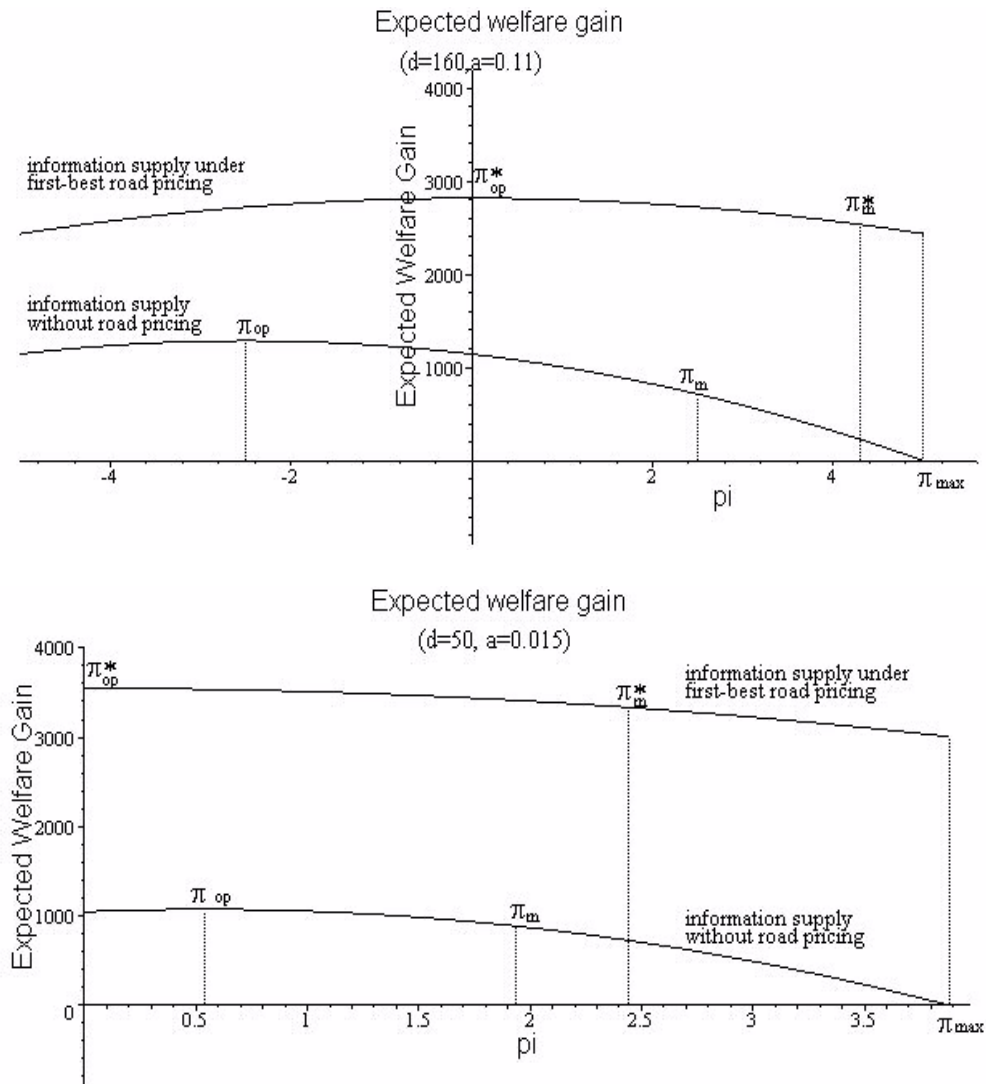 Expected welfare gain
(d=160,a=0.11)
4000
Expected Welfare Gain
information supply under
first-best road pricing
3000
π*op
π*m
2000
information supply
without road pricing
πop
1000
πm
-4
-2
2
4
πmax
pi
Expected welfare gain
(d=50, a=0.015)
4000
Expected Welfare Gain
π*op
information supply under
first-best road pricing
π*m
3000
2000
π op
1000
πm
information supply
without road pricing
0
0.5
1
1.5
2
2.5
3
3.5
πmax
pi